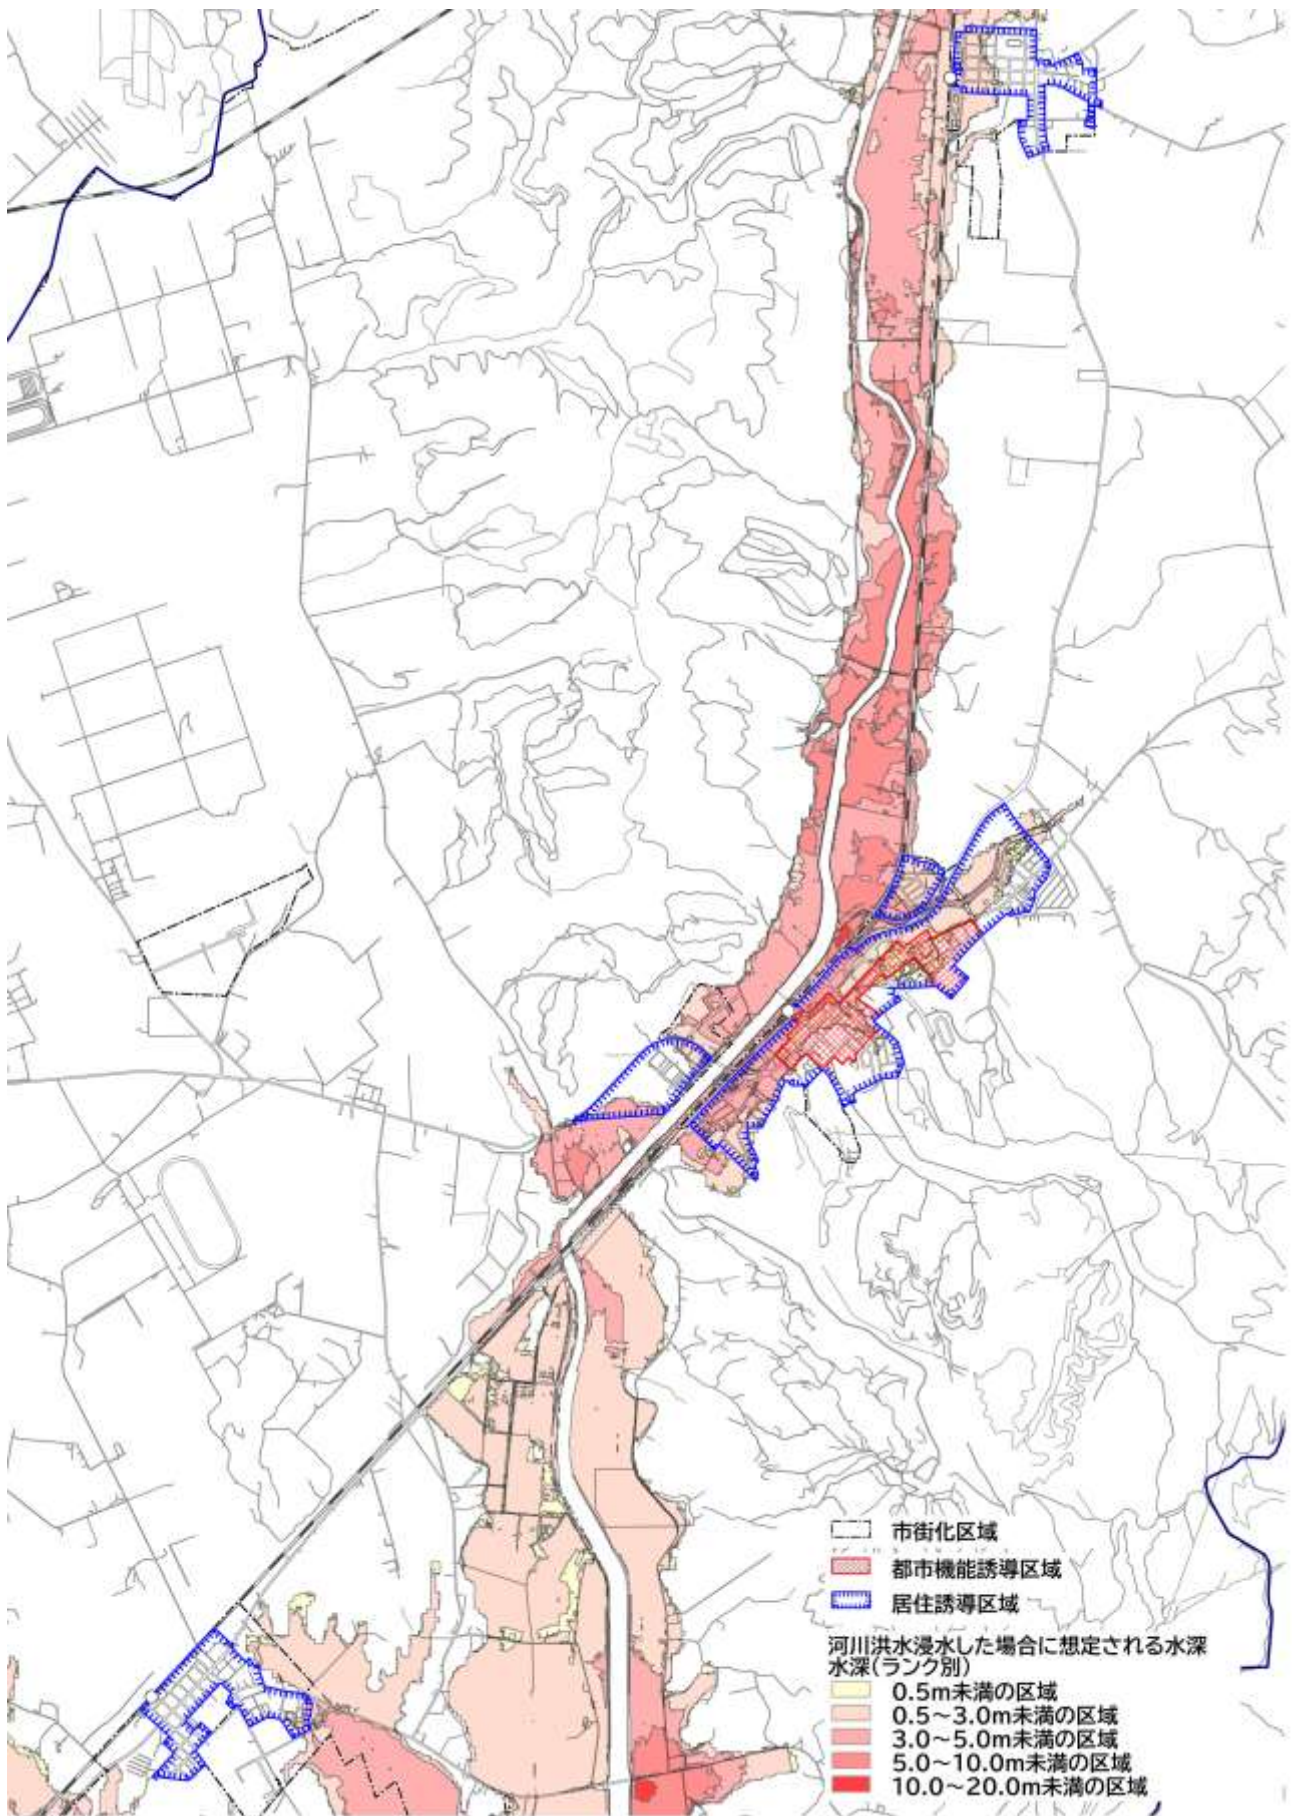 市街化区域
都市機能誘導区域
居住誘導区域
河川洪水浸水した場合に想定される水深
水深(ランク別)
0.5m未満の区域
0.5～3.0m未満の区域
3.0～5.0m未満の区域
5.0～10.0m未満の区域
10.0～20.0m未満の区域